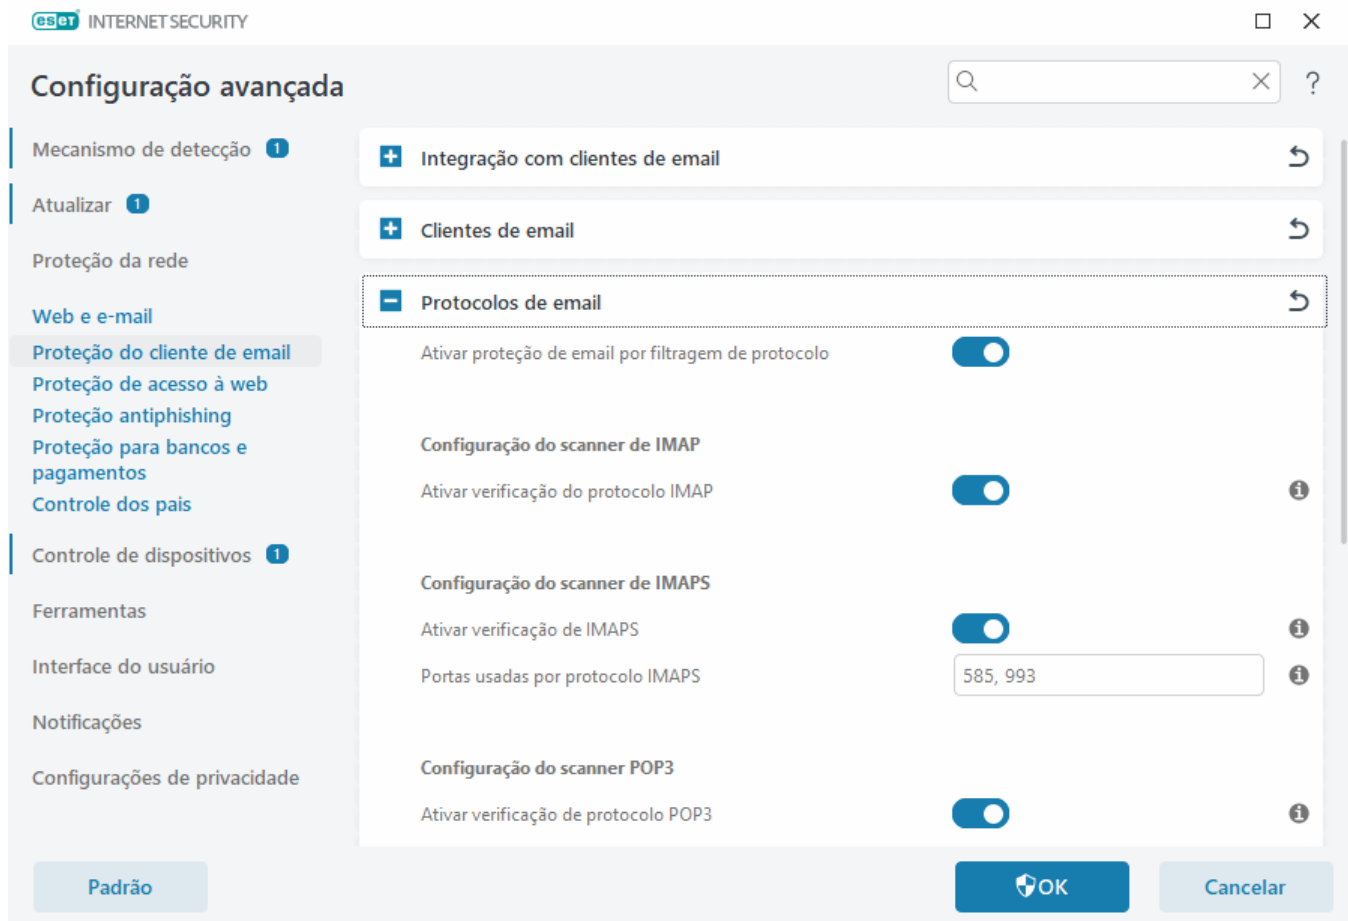 eset INTERNET SECURITY
Configuração avançada
?
Mecanismo de detecção 1
Atualizar 1
Proteção da rede
Web e e-mail
Proteção do cliente de email
Proteção de acesso à web
Proteção antiphishing
Proteção para bancos e
pagamentos
Controle dos pais
Controle de dispositivos 1
Ferramentas
Interface do usuário
Notificações
Configurações de privacidade
Integração com clientes de email
Clientes de email
Protocolos de email
Ativar proteção de email por filtragem de protocolo
Configuração do scanner de IMAP
Ativar verificação do protocolo IMAP
Configuração do scanner de IMAPS
Ativar verificação de IMAPS
Portas usadas por protocolo IMAPS 585, 993
Configuração do scanner POP3
Ativar verificação de protocolo POP3
Padrão OK Cancelar